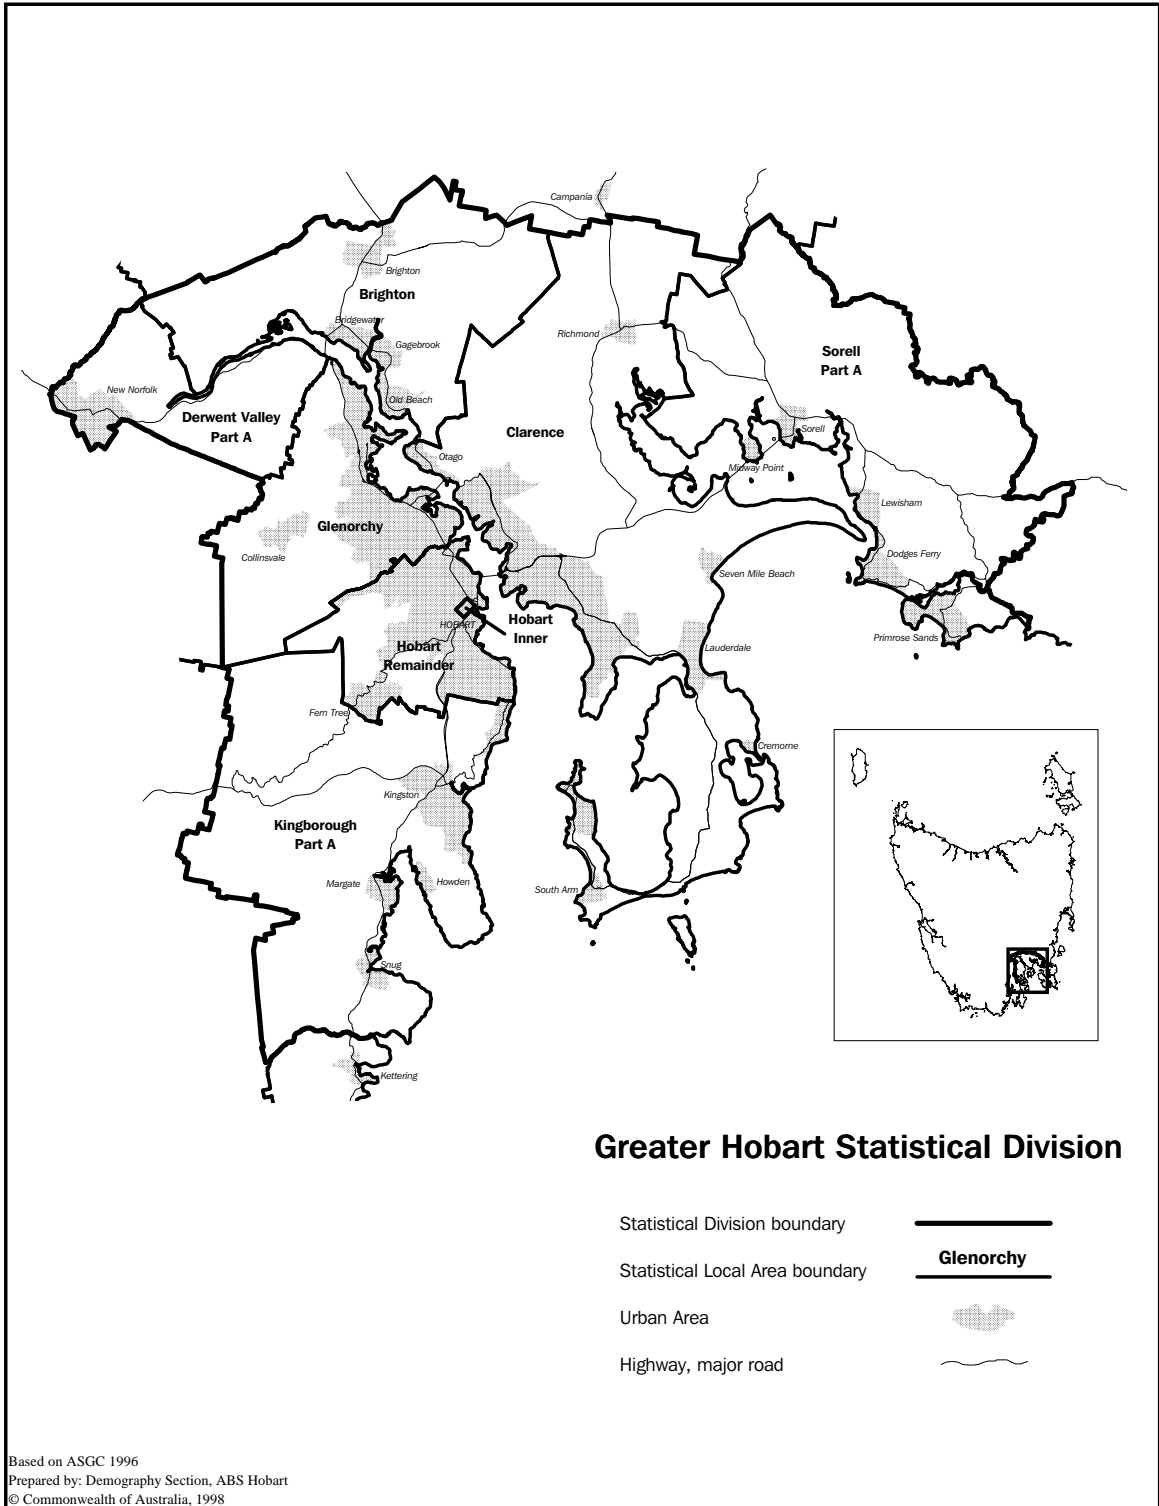 Campania
Brighton
Brighton
Bridgewater
Richmond
Gagebrook
Sorell
Part A
New Norfolk
Old Beach
Derwent Valley
Part A
Clarence
Sorell
Otago
Midway Point
Lewisham
Glenorchy
Collinsvale
Dodges Ferry
Seven Mile Beach
HOBART
Hobart
Inner
Primrose Sands
Hobart
Remainder
Lauderdale
Fern Tree
Cremorne
Kingston
Kingborough
Part A
Margate
Howden
South Arm
Snug
Kettering
Greater Hobart Statistical Division
Statistical Division boundary
Glenorchy
Statistical Local Area boundary
Urban Area
Highway, major road
Based on ASGC 1996
Prepared by: Demography Section, ABS Hobart
© Commonwealth of Australia, 1998